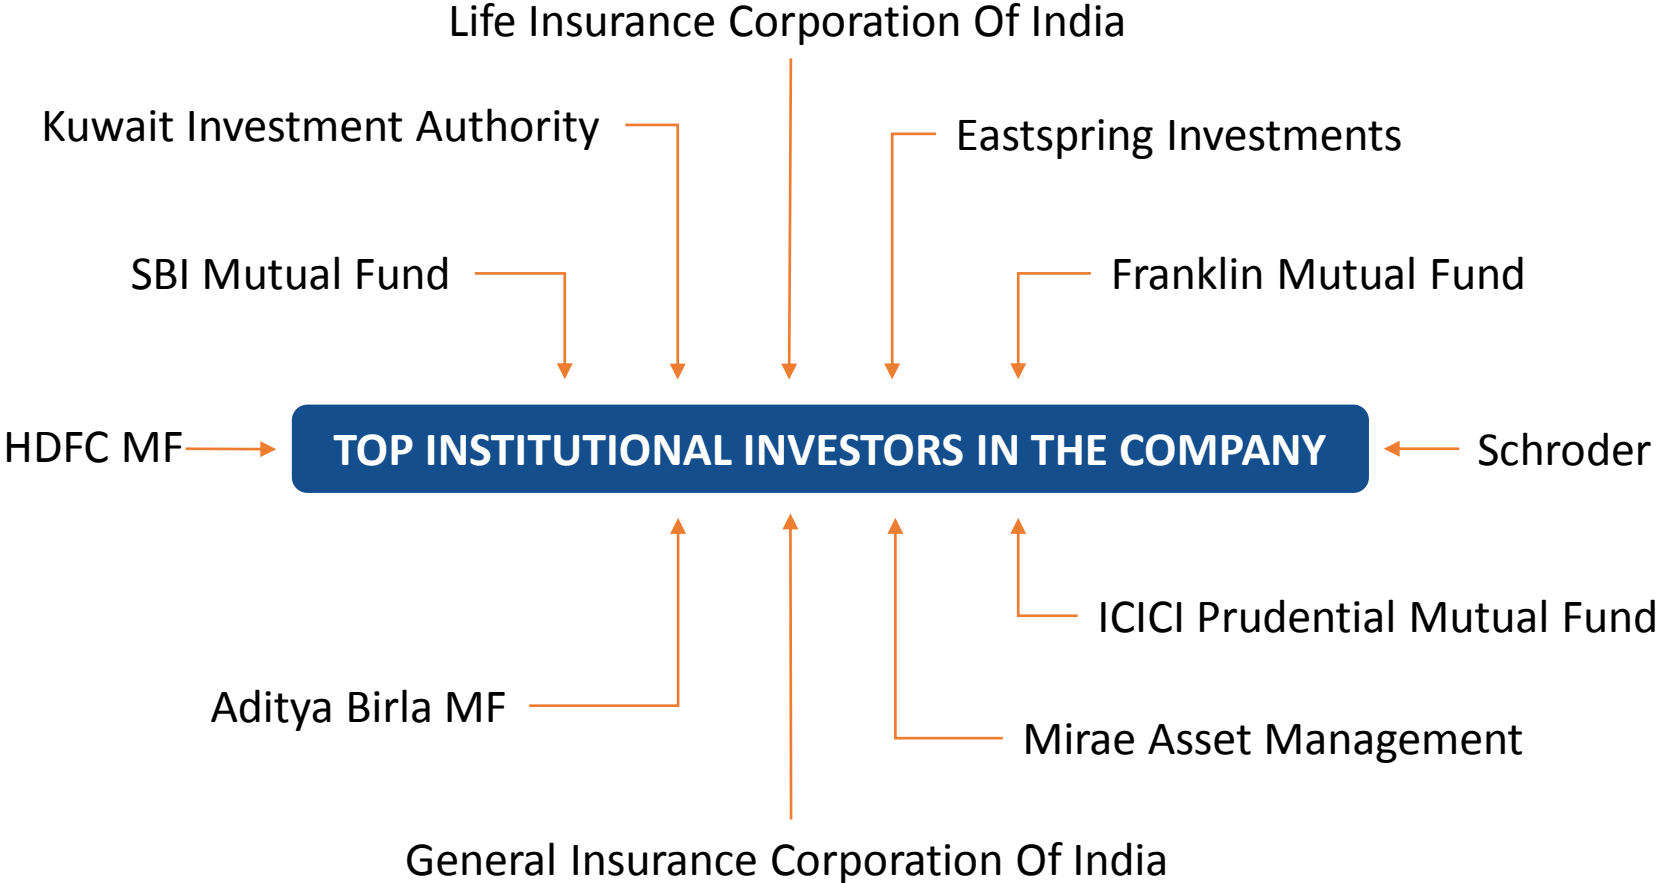 Life Insurance Corporation Of India
Kuwait Investment Authority
Eastspring Investments
SBI Mutual Fund
Franklin Mutual Fund
HDFC MF
TOP INSTITUTIONAL INVESTORS IN THE COMPANY
Schroder
ICICI Prudential Mutual Fund
Aditya Birla MF
Mirae Asset Management
General Insurance Corporation Of India